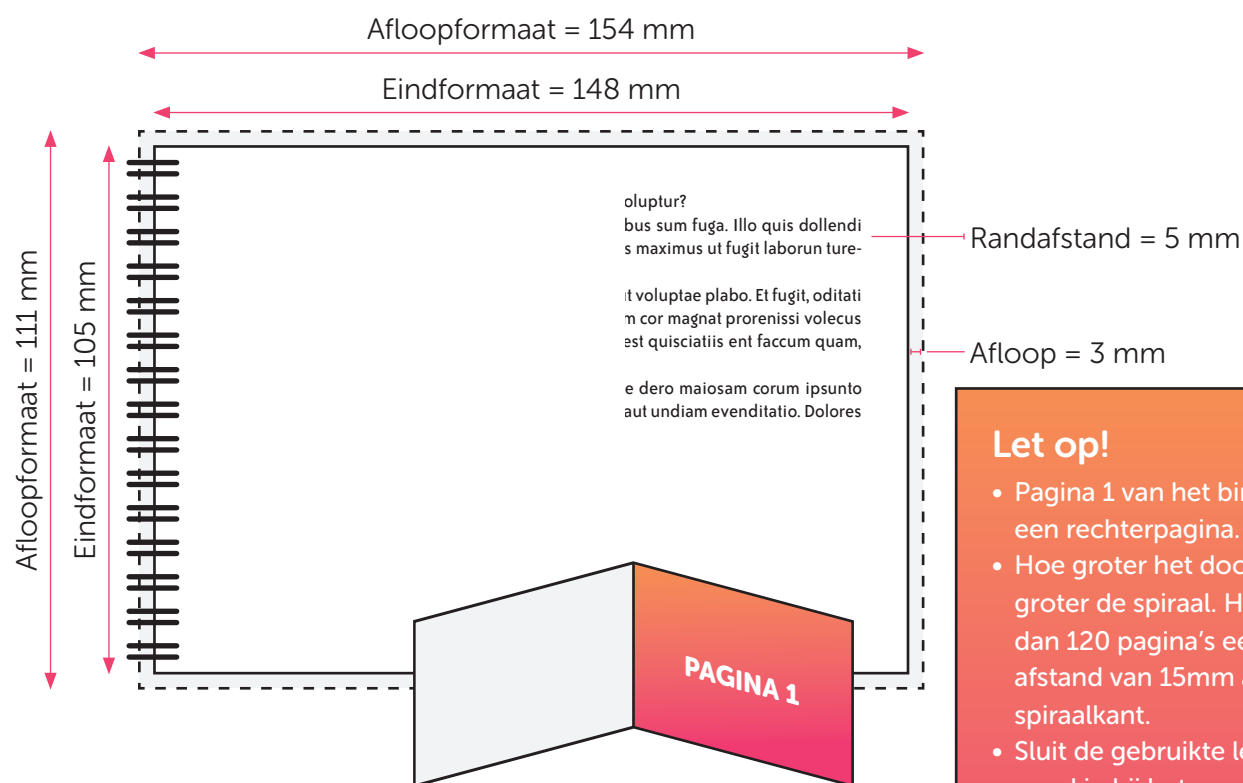 Afloopformaat = 154 mm
Eindformaat = 148 mm
Afloopformaat = 111 mm
Eindformaat = 105 mm
oluptur?
bus sum fuga. Illo quis dollendi
s maximus ut fugit laborun ture-
t voluptae plabo. Et fugit, oditati
m cor magnat prorenissi volecus
est quisciatiis ent faccum quam,
e dero maiosam corum ipsunto
aut undiam evenditatio. Dolores
Randafstand = 5 mm
Afloop = 3 mm
PAGINA 1
Let op!
• Pagina 1 van het bi
een rechterpagina.
• Hoe groter het doo
groter de spiraal. H
dan 120 pagina's ee
afstand van 15mm
spiraalkant.
• Sluit de gebruikte le